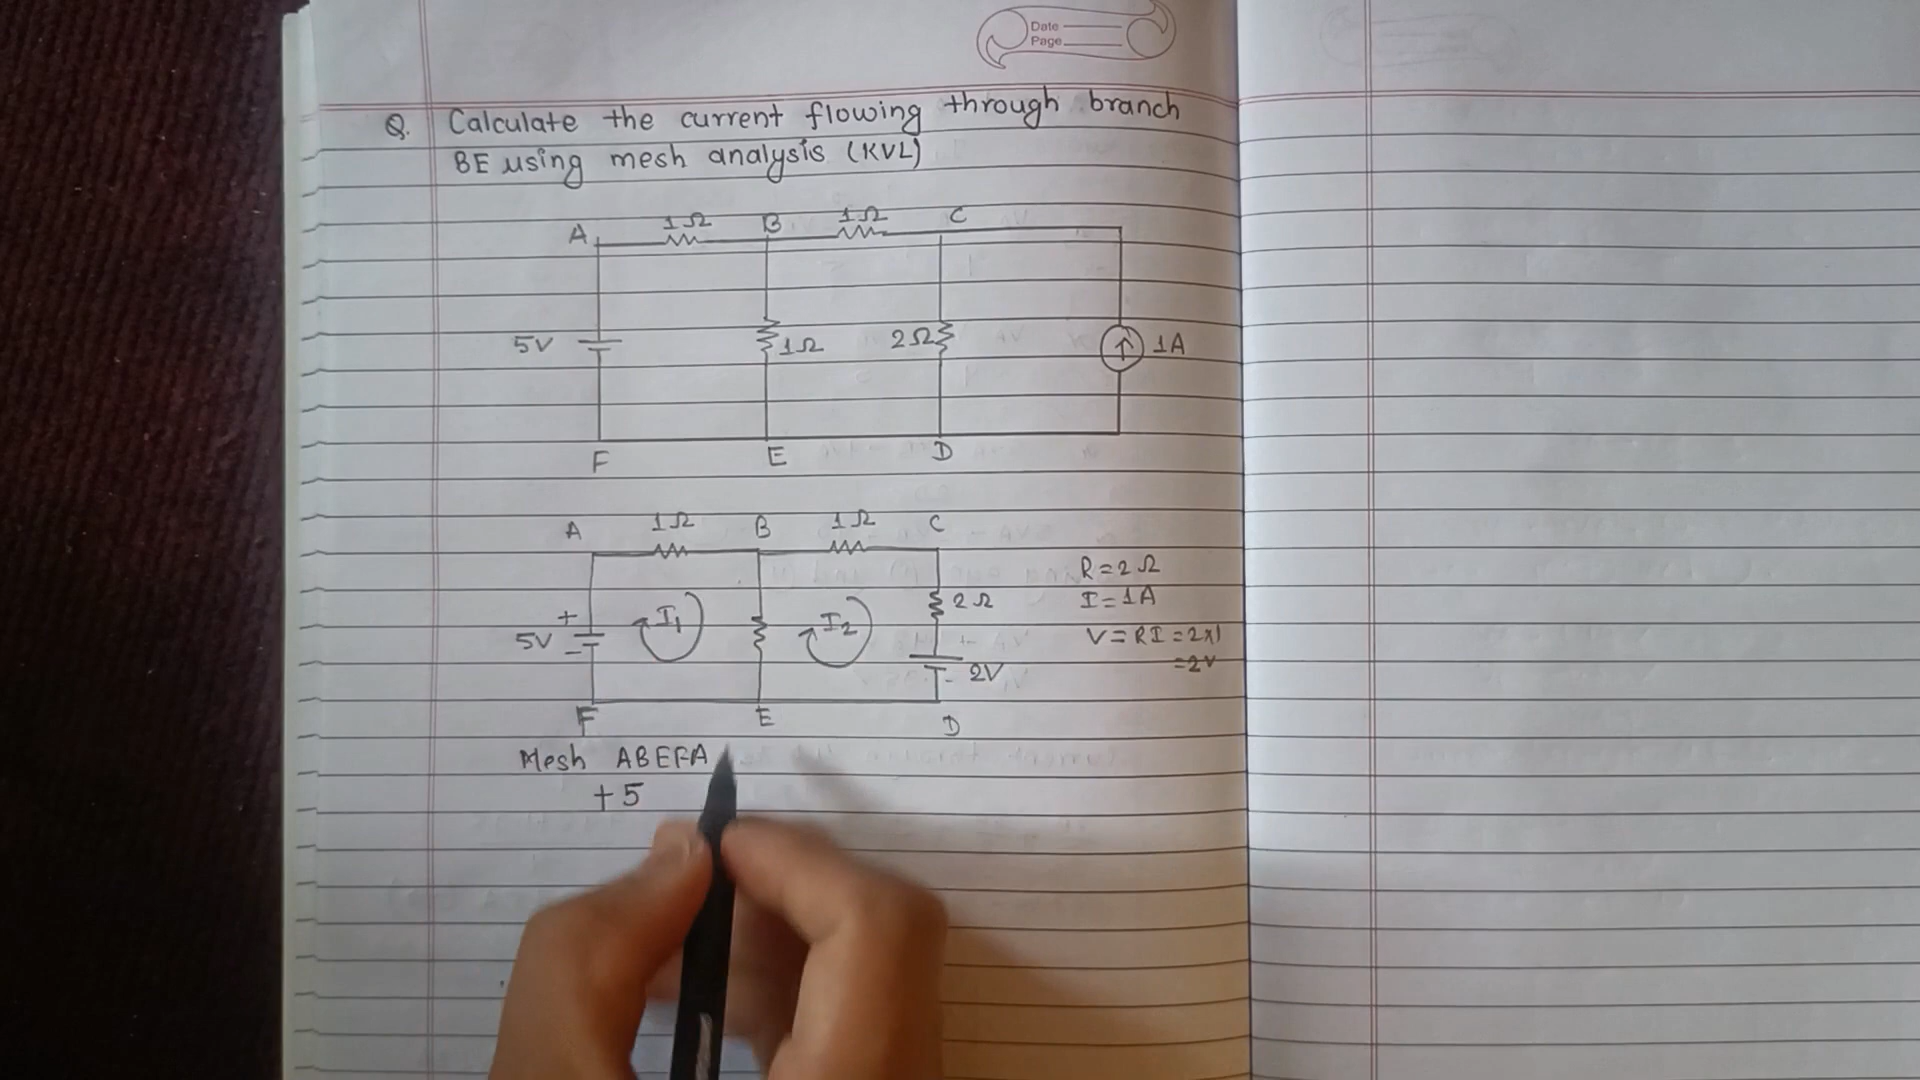 Date
Page
Q. Calculate the current flowing through branch
BE using mesh analysis (KVL)
A 1Ω B 1Ω C
5V 1Ω 2Ω 1A
F E D
A 1Ω B 1Ω C
R=2Ω
I=1A
+ I1 I2 2Ω
5V V=RI=2x1
- - 2V =2V
F E D
Mesh ABEFA
+5